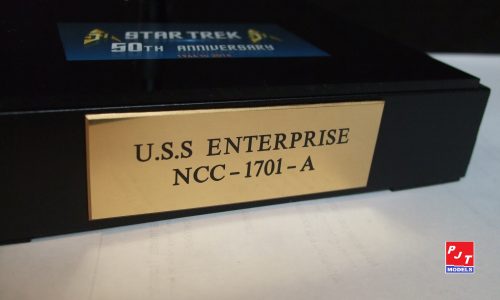 STAR TREK
50TH ANNIVERSARY
U.S.S ENTERPRISE
NCC-1701-A
PJT
MODELS